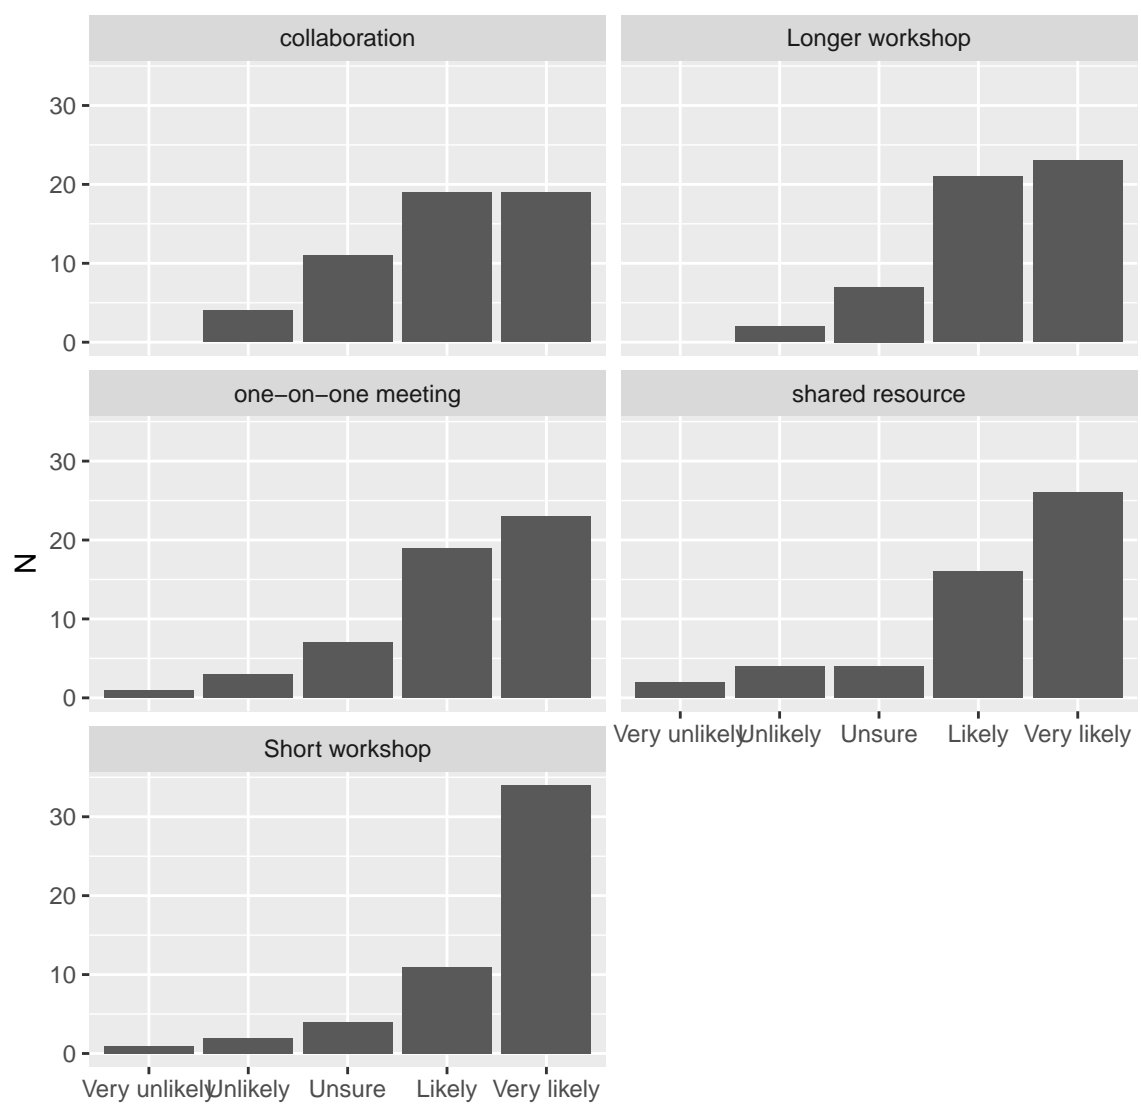 collaboration
Longer workshop
30
20
10
0
one−on−one meeting
shared resource
30
20
10
0
N
Very unlikely Unlikely Unsure Likely Very likely
Short workshop
30
20
10
0
Very unlikely Unlikely Unsure Likely Very likely